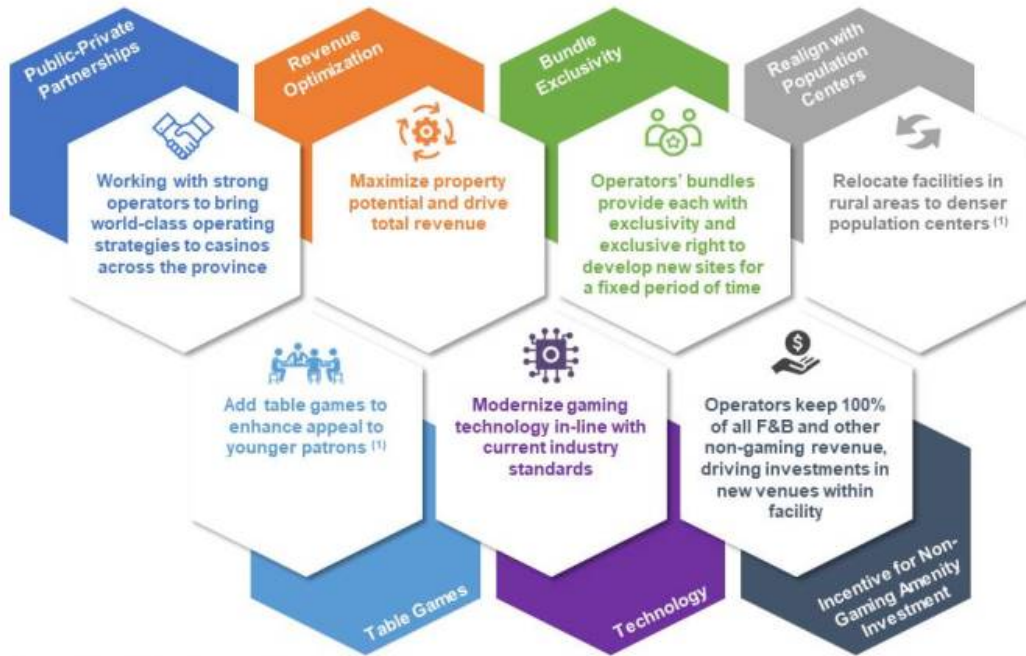 Public-Private
Partnerships
Working with strong
operators to bring
world-class operating
strategies to casinos
across the province
Revenue
Optimization
Maximize property
potential and drive
total revenue
Bundle
Exclusivity
Operators' bundles
provide each with
exclusivity and
exclusive right to
develop new sites for
a fixed period of time
Realign with
Population
Centers
Relocate facilities in
rural areas to denser
population centers (1)
Add table games to
enhance appeal to
younger patrons (1)
Table Games
Modernize gaming
technology in-line with
current industry
standards
Technology
$
Operators keep 100%
of all F&B and other
non-gaming revenue,
driving investments in
new venues within
facility
Incentive for Non-
Gaming Amenity
Investment